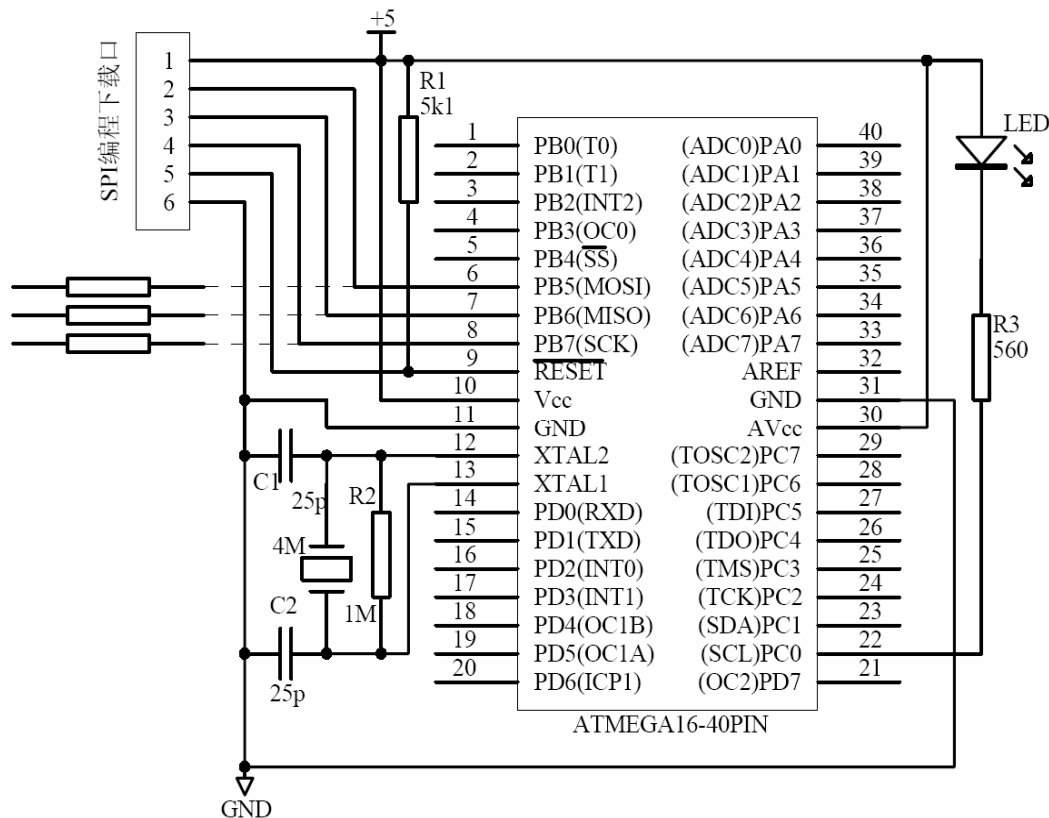 +5
SPI编程下载口
1
2
3
4
5
6
R1
5k1
LED
R3
560
1 PB0(T0) (ADC0)PA0 40
2 PB1(T1) (ADC1)PA1 39
3 PB2(INT2) (ADC2)PA2 38
4 PB3(OC0) (ADC3)PA3 37
5 PB4(SS) (ADC4)PA4 36
6 PB5(MOSI) (ADC5)PA5 35
7 PB6(MISO) (ADC6)PA6 34
8 PB7(SCK) (ADC7)PA7 33
9 RESET AREF 32
10 Vcc GND 31
11 GND AVcc 30
12 XTAL2 (TOSC2)PC7 29
13 XTAL1 (TOSC1)PC6 28
14 PD0(RXD) (TDI)PC5 27
15 PD1(TXD) (TDO)PC4 26
16 PD2(INT0) (TMS)PC3 25
17 PD3(INT1) (TCK)PC2 24
18 PD4(OC1B) (SDA)PC1 23
19 PD5(OC1A) (SCL)PC0 22
20 PD6(ICP1) (OC2)PD7 21
C1
25p
R2
4M
1M
C2
25p
ATMEGA16-40PIN
GND